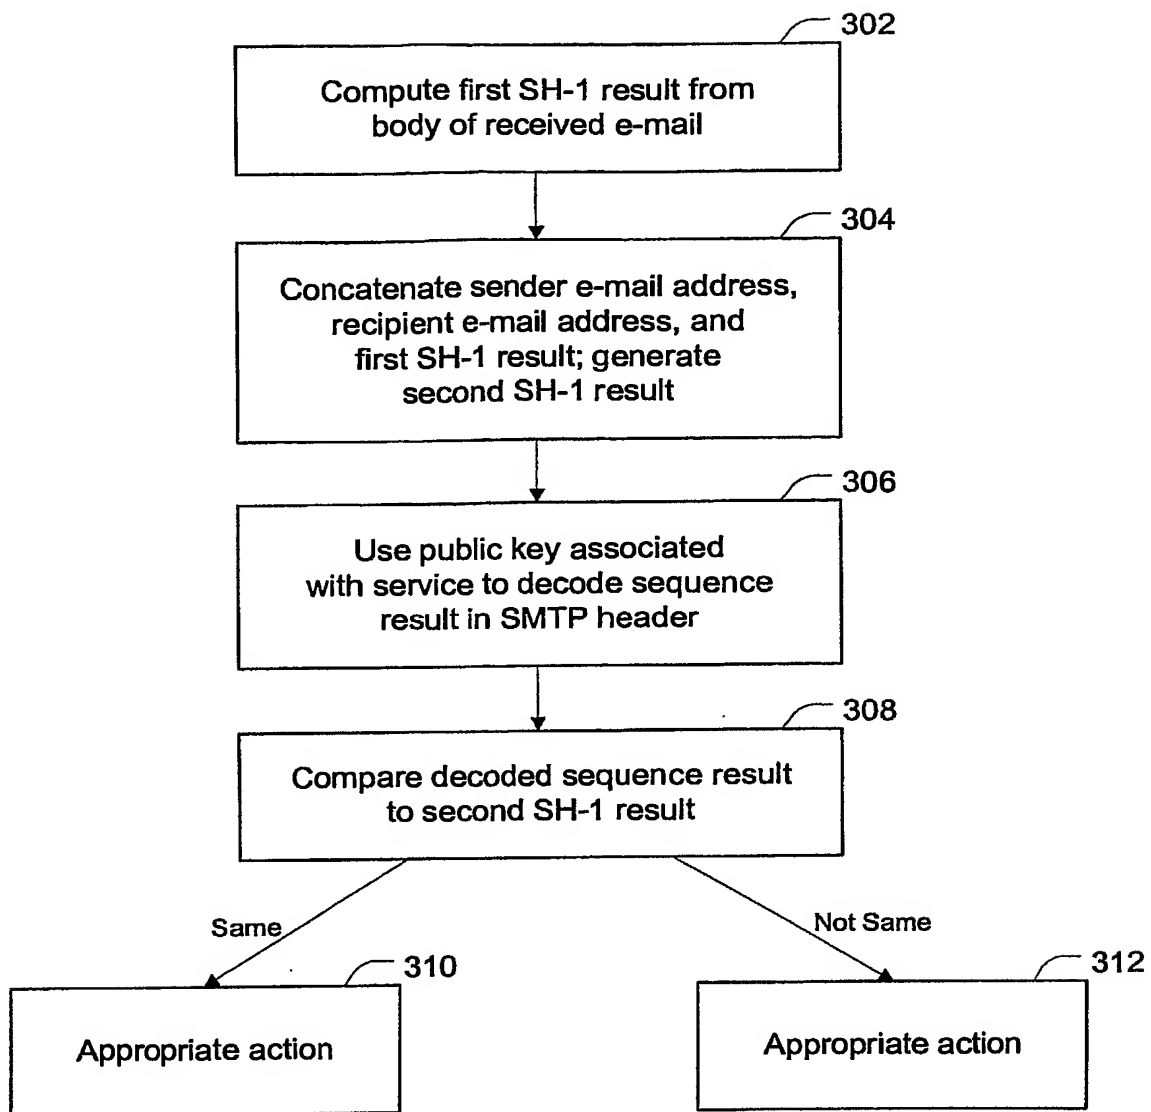 302
Compute first SH-1 result from
body of received e-mail
304
Concatenate sender e-mail address,
recipient e-mail address, and
first SH-1 result; generate
second SH-1 result
306
Use public key associated
with service to decode sequence
result in SMTP header
308
Compare decoded sequence result
to second SH-1 result
Same
Not Same
310
Appropriate action
312
Appropriate action